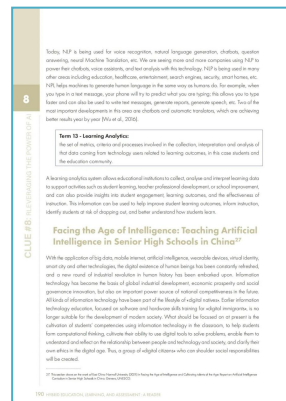 Today, NLP is being used for voice recognition, natural language generation, chatbots, question
answering, neural Machine Translation, etc. We are seeing more and more companies using NLP to
power their chatbots, voice assistants, and text analysis with this technology. NLP is being used in many
other areas including education, healthcare, entertainment, search engines, security, smart homes, etc.
NPL helps machines to generate human language in the same way as humans do. For example, when
you type in a text message, your phone will try to predict what you are typing; this allows you to type
faster and can also be used to write text messages, generate reports, generate speech, etc. Two of the
most important developments in this area are chatbots and automatic translators, which are achieving
better results year by year (Wu et al., 2016).
8
Term 13 - Learning Analytics:
the set of metrics, criteria and processes involved in the collection, interpretation and analysis of
that data coming from technology users related to learning outcomes, in this case students and
the education community.
A learning analytics system allows educational institutions to collect, analyse and interpret learning data
to support activities such as student learning, teacher professional development, or school improvement,
and can also provide insights into student engagement, learning outcomes, and the effectiveness of
instruction. This information can be used to help improve student learning outcomes, inform instruction,
identify students at risk of dropping out, and better understand how students learn.
CLUE #8:
Facing the Age of Intelligence: Teaching Artificial
Intelligence in Senior High Schools in China27
With the application of big data, mobile internet, artificial intelligence, wearable devices, virtual identity,
smart city and other technologies, the digital existence of human beings has been constantly refreshed,
and a new round of industrial revolution in human history has been embarked upon. Information
technology has become the basis of global industrial development, economic prosperity and social
governance innovation, but also an important power source of national competitiveness in the future.
All kinds of information technology have been part of the lifestyle of «digital natives». Earlier information
technology education, focused on software and hardware skills training for «digital immigrants», is no
longer suitable for the development of modern society. What should be focused on at present is the
cultivation of students' competencies using information technology in the classroom, to help students
form computational thinking, cultivate their ability to use digital tools to solve problems, enable them to
understand and reflect on the relationship between people and technology and society, and clarify their
own ethics in the digital age. Thus, a group of «digital citizens» who can shoulder social responsibilities
will be created.